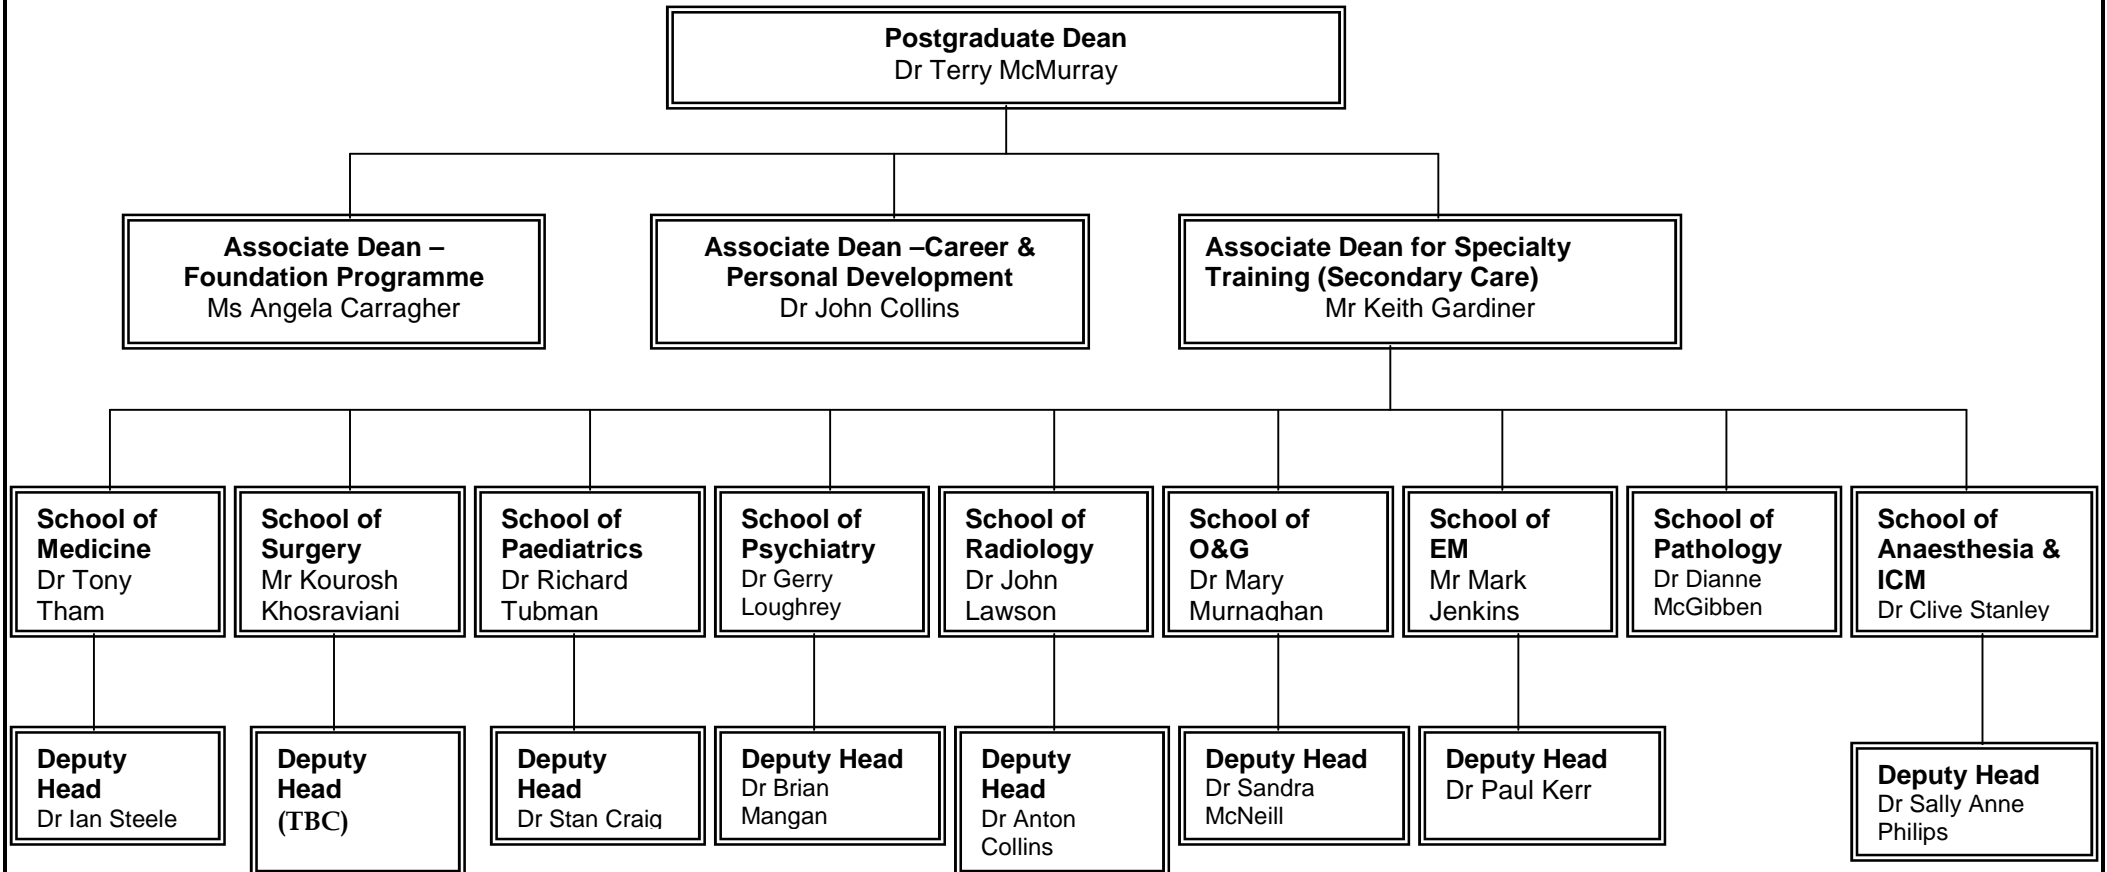 Postgraduate Dean
Dr Terry McMurray
Associate Dean –
Foundation Programme
Ms Angela Carragher
Associate Dean –Career &
Personal Development
Dr John Collins
Associate Dean for Specialty
Training (Secondary Care)
Mr Keith Gardiner
School of
Medicine
Dr Tony
Tham
School of
Surgery
Mr Kourosh
Khosraviani
School of
Paediatrics
Dr Richard
Tubman
School of
Psychiatry
Dr Gerry
Loughrey
School of
Radiology
Dr John
Lawson
School of
O&G
Dr Mary
Murnaghan
School of
EM
Mr Mark
Jenkins
School of
Pathology
Dr Dianne
McGibben
School of
Anaesthesia &
ICM
Dr Clive Stanley
Deputy
Head
Dr Ian Steele
Deputy
Head
(TBC)
Deputy
Head
Dr Stan Craig
Deputy Head
Dr Brian
Mangan
Deputy
Head
Dr Anton
Collins
Deputy Head
Dr Sandra
McNeill
Deputy Head
Dr Paul Kerr
Deputy Head
Dr Sally Anne
Philips